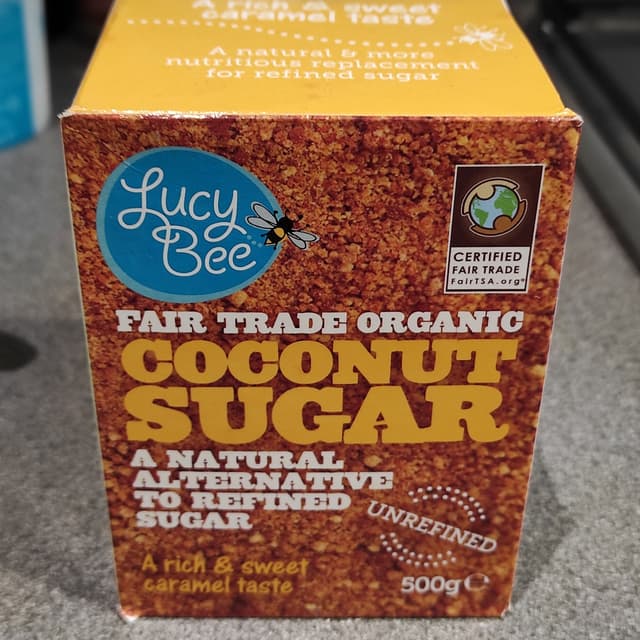 A rich & sweet
caramel taste
A natural & more
nutritious replacement
for refined sugar
Lucy
Bee
CERTIFIED
FAIR TRADE
FairTSA.org
FAIR TRADE ORGANIC
COCONUT
SUGAR
A NATURAL
ALTERNATIVE
TO REFINED
SUGAR
UNREFINED
A rich & sweet
caramel taste
500g ℮